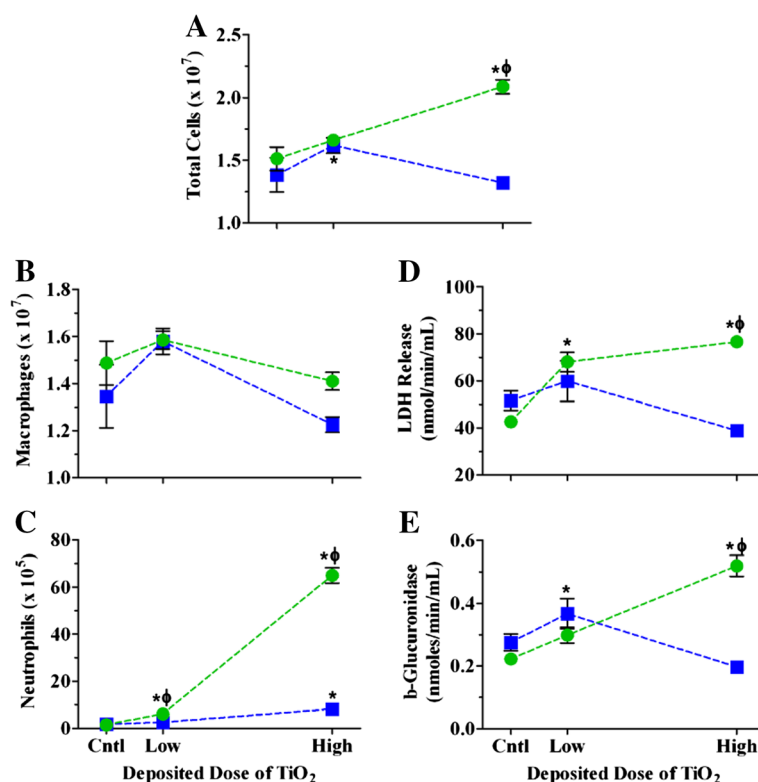 A
Total Cells (x 10⁷)
2.5
2.0
1.5
1.0
*ϕ
*
B
Macrophages (x 10⁷)
1.8
1.6
1.4
1.2
1.0
D
LDH Release
(nmol/min/mL)
100
80
60
40
20
*
*ϕ
C
Neutrophils (x 10⁵)
80
60
40
20
0
*ϕ
*ϕ
*
Cntl Low High
Deposited Dose of TiO₂
E
b-Glucuronidase
(nmoles/min/mL)
0.6
0.4
0.2
0.0
*
*ϕ
Cntl Low High
Deposited Dose of TiO₂